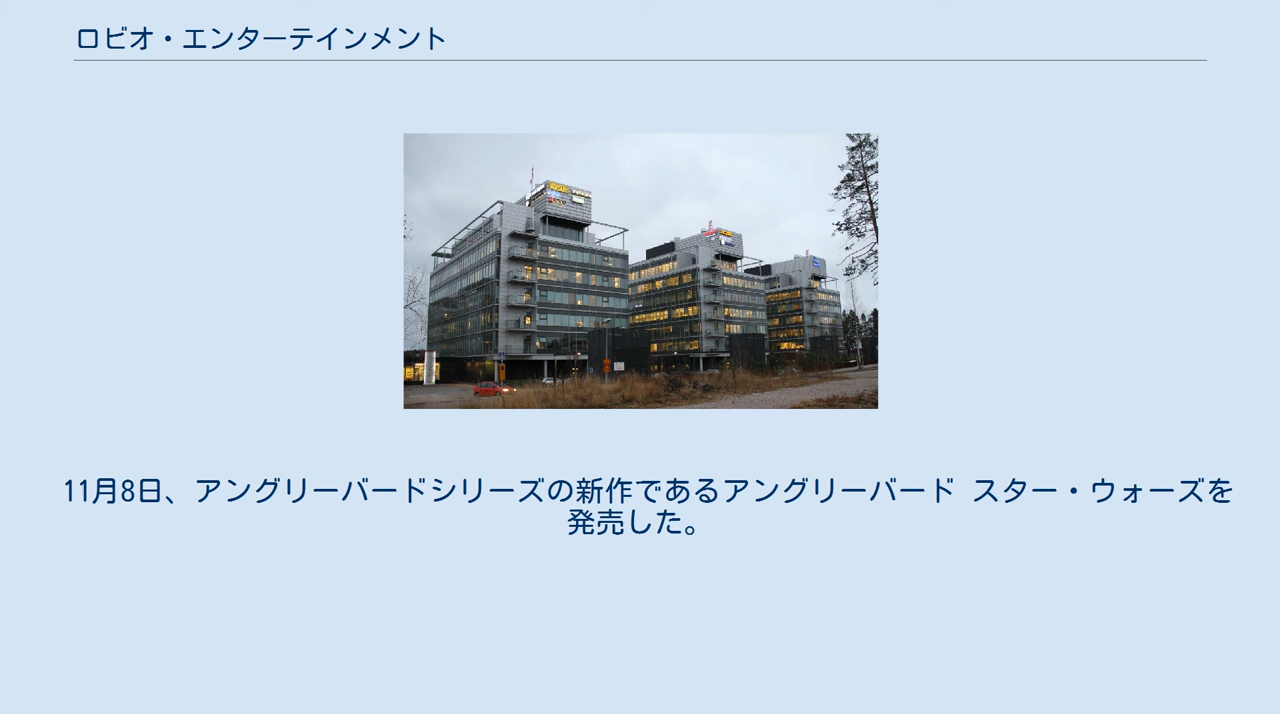 ロビオ・エンターテインメント
11月8日、アングリーバードシリーズの新作であるアングリーバード スター・ウォーズを
発売した。